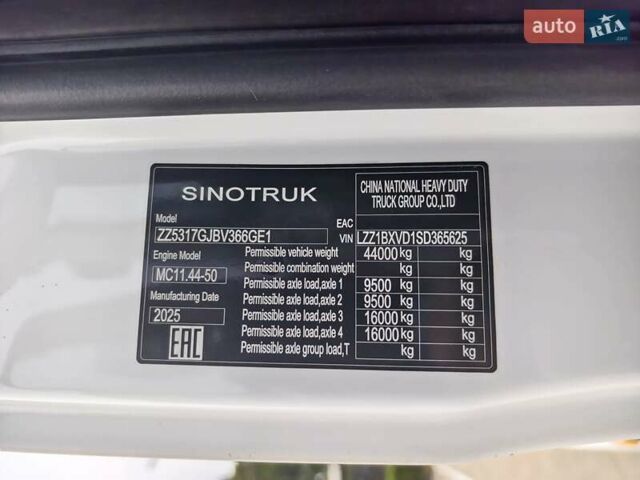 auto RIA.com
SINOTRUK
CHINA NATIONAL HEAVY DUTY
TRUCK GROUP CO.,LTD
Model
EAC
ZZ5317GJBV366GE1
VIN LZZ1BXVD1SD365625
Engine Model
MC11.44-50
Manufacturing Date
2025
EAC
Permissible vehicle weight 44000 kg kg
Permissible combination weight kg kg
Permissible axle load,axle 1 9500 kg kg
Permissible axle load,axle 2 9500 kg kg
Permissible axle load,axle 3 16000 kg kg
Permissible axle load,axle 4 16000 kg kg
Permissible axle group load,T kg kg